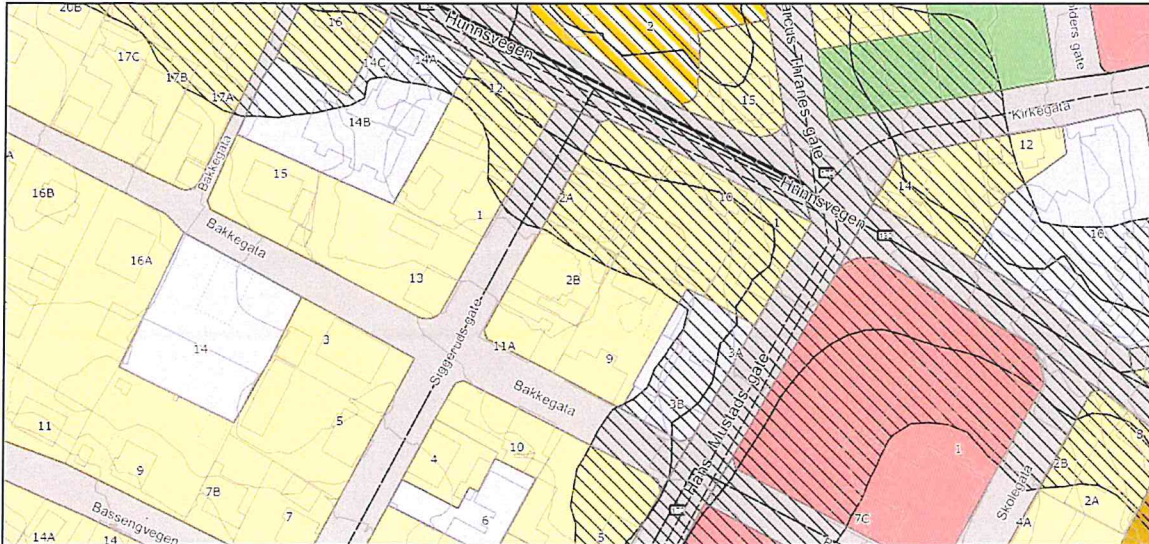 20B
17C
17B
17A
16
14C
14A
Hunnsvegen
12
2
15
Marcus Thranes gate
Kirkegata
12
14
10
14B
Bakkegata
15
16B
16A
Bakkegata
13
1
2A
10
1
Hunnsvegen
2B
9
3A
3B
Siggeruds gate
11A
Bakkegata
14
3
5
11
9
7B
7
4
10
6
5
Hans Mustads gate
1
7C
Skolegata
2B
2A
4A
Bassengvegen
14A
14